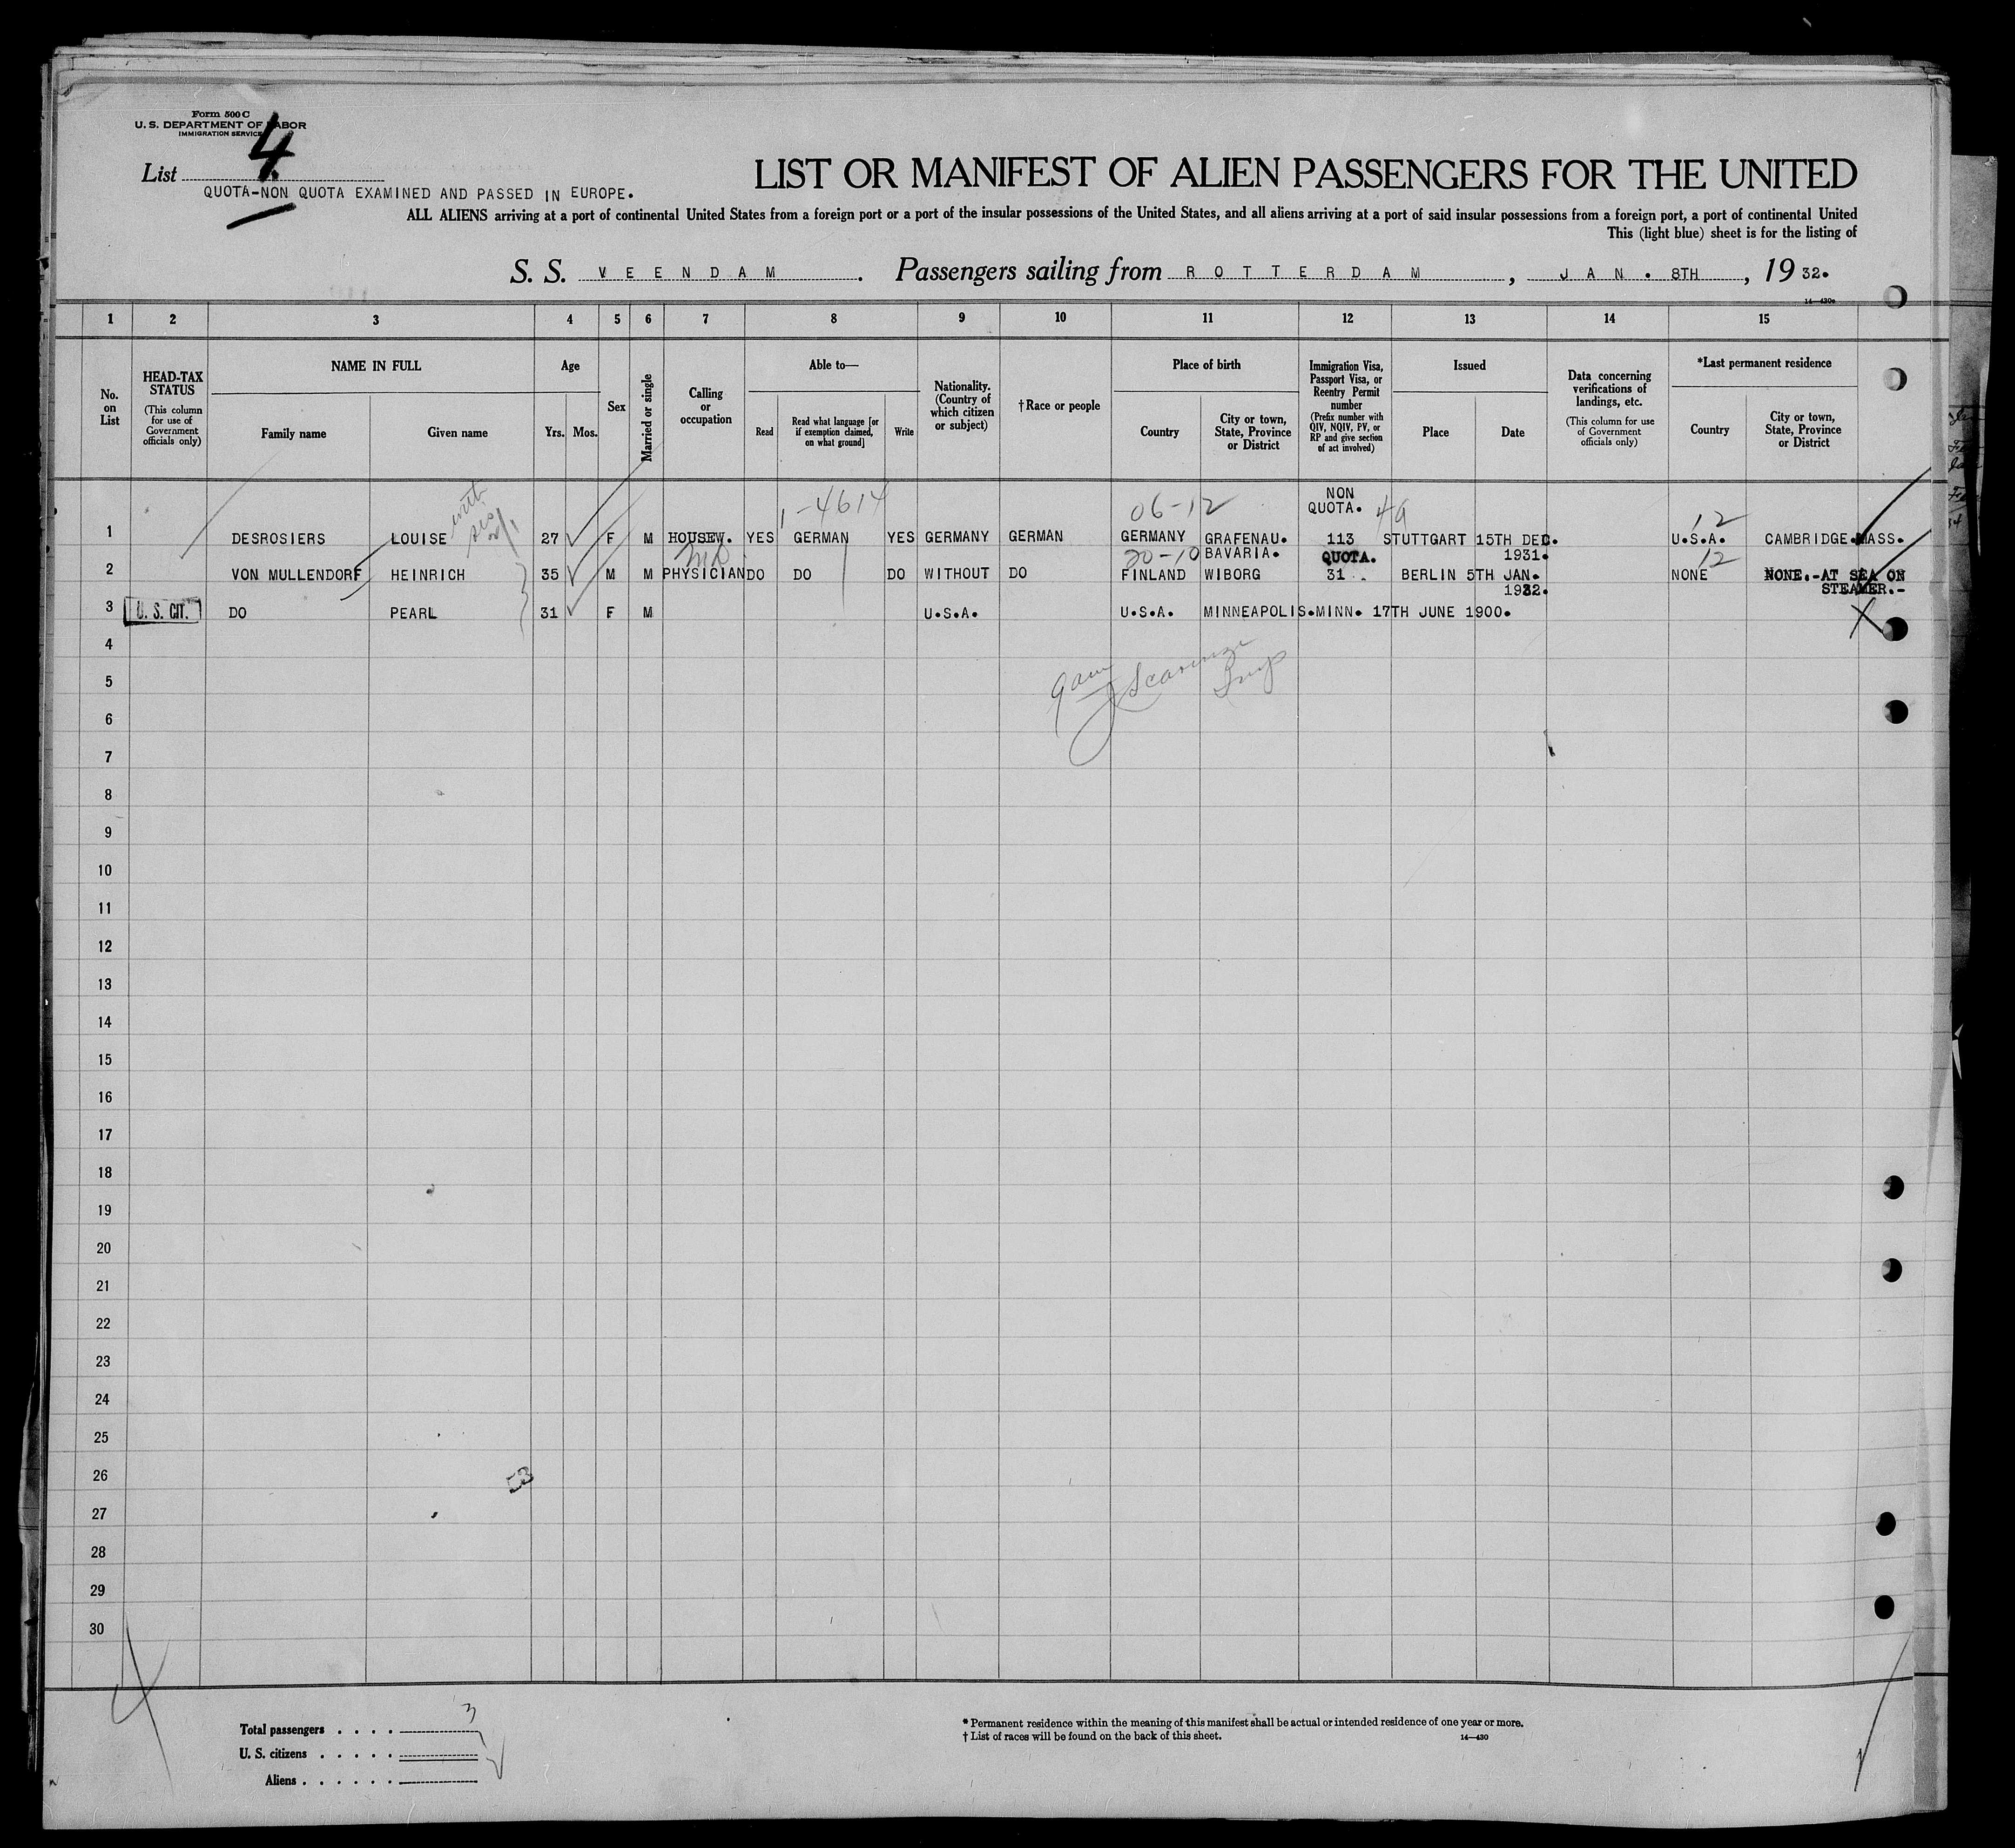 Form 500 C
U. S. DEPARTMENT OF LABOR
IMMIGRATION SERVICE
List 4
QUOTA-NON QUOTA EXAMINED AND PASSED IN EUROPE.
LIST OR MANIFEST OF ALIEN PASSENGERS FOR THE UNITED
ALL ALIENS arriving at a port of continental United States from a foreign port or a port of the insular possessions of the United States, and all aliens arriving at a port of said insular possessions from a foreign port, a port of continental United
This (light blue) sheet is for the listing of
S. S. VEENDAM. Passengers sailing from ROTTERDAM, JAN. 8TH, 1932.
14—430e
1 2 3 4 5 6 7 8 9 10 11 12 13 14 15
No. on List
HEAD-TAX STATUS
(This column for use of Government officials only)
NAME IN FULL
Family name
Given name
Age
Yrs. Mos.
Sex
Married or single
Calling or occupation
Able to—
Read
Read what language [or if exemption claimed, on what ground]
Write
Nationality. (Country of which citizen or subject)
†Race or people
Place of birth
Country
City or town, State, Province or District
Immigration Visa, Passport Visa, or Reentry Permit number
(Prefix number with QIV, NQIV, PV, or RP and give section of act involved)
Issued
Place
Date
Data concerning verifications of landings, etc.
(This column for use of Government officials only)
*Last permanent residence
Country
City or town, State, Province or District
1-4614 06-12 NON QUOTA. 4a 12
1 DESROSIERS LOUISE 27 F M HOUSEW. YES GERMAN YES GERMANY GERMAN GERMANY GRAFENAU. 113 STUTTGART 15TH DEC. U.S.A. CAMBRIDGE.MASS.
20-10 BAVARIA. QUOTA. 1931. 12
2 VON MULLENDORF HEINRICH 35 M M PHYSICIAN DO DO DO WITHOUT DO FINLAND WIBORG 31 BERLIN 5TH JAN. NONE NONE.-AT SEA ON
1932. STEAMER.-
3 U. S. CIT. DO PEARL 31 F M U.S.A. U.S.A. MINNEAPOLIS.MINN. 17TH JUNE 1900.
4
5
6
7
8
9
10
11
12
13
14
15
16
17
18
19
20
21
22
23
24
25
26
27
28
29
30
Total passengers . . . . 3
U. S. citizens . . . . .
Aliens . . . . . .
* Permanent residence within the meaning of this manifest shall be actual or intended residence of one year or more.
† List of races will be found on the back of this sheet.
14—430